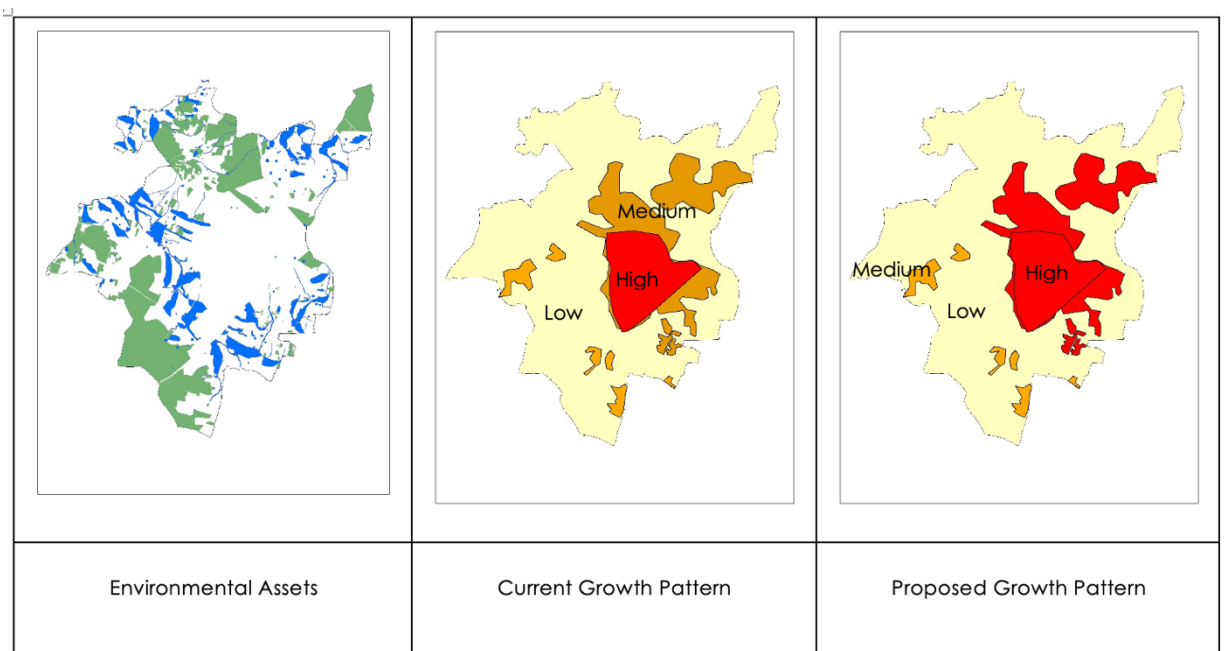 Medium
High
Low
Medium
High
Low
Environmental Assets
Current Growth Pattern
Proposed Growth Pattern